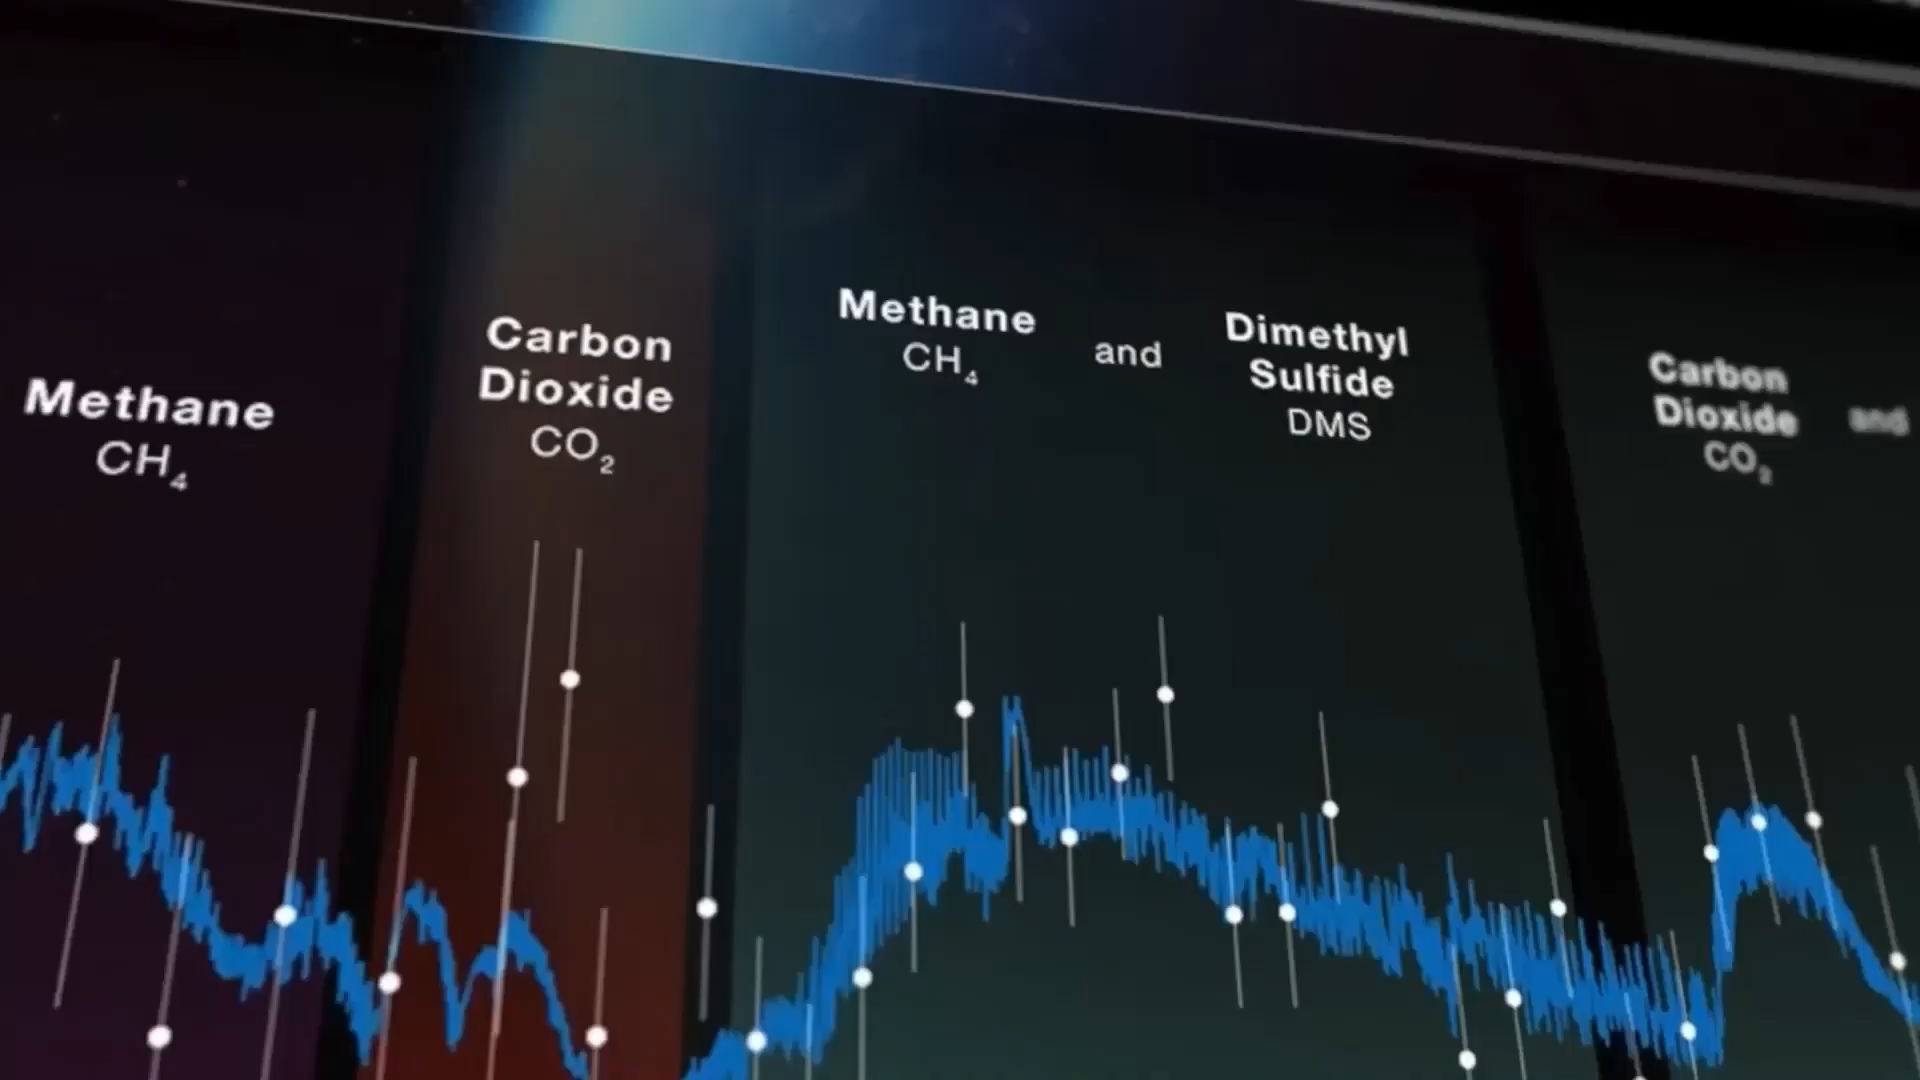 Methane
CH₄
Carbon
Dioxide
CO₂
Methane
CH₄
and
Dimethyl
Sulfide
DMS
Carbon
Dioxide
CO₂
and